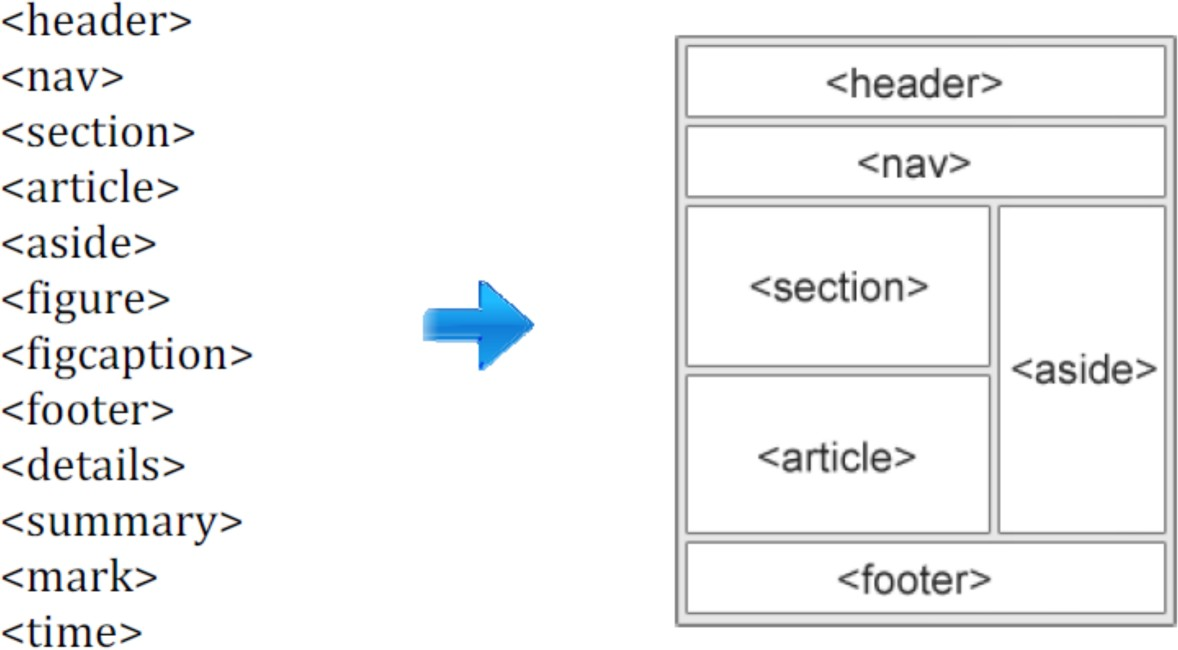 <header>
<nav>
<section>
<article>
<aside>
<figure>
<figcaption>
<footer>
<details>
<summary>
<mark>
<time>
<header>
<nav>
<section>
<aside>
<article>
<footer>